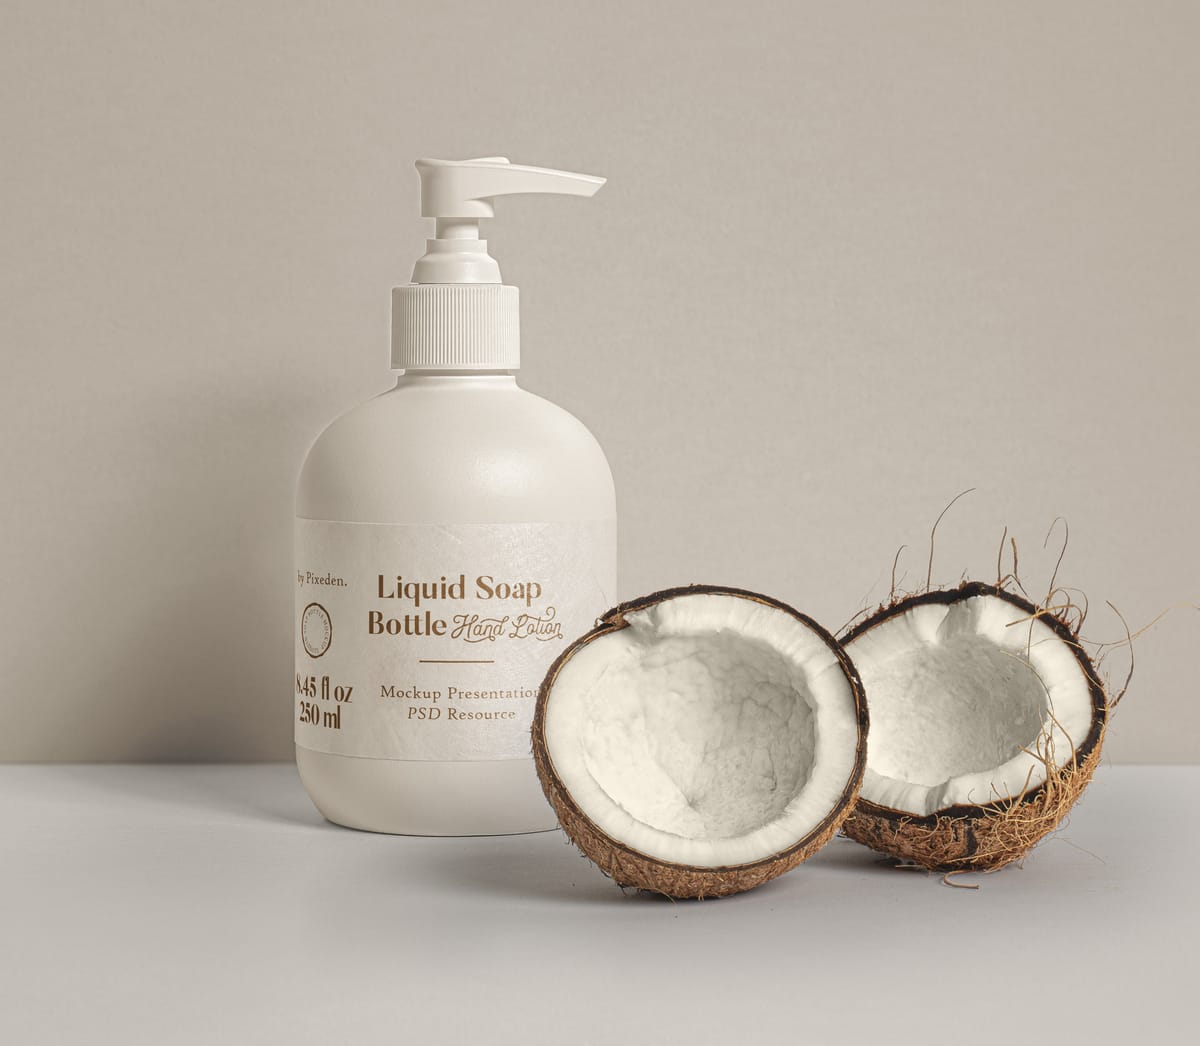 by Pixeden.
8.45 fl oz
250 ml
Liquid Soap
Bottle Hand Lotion
Mockup Presentation
PSD Resource